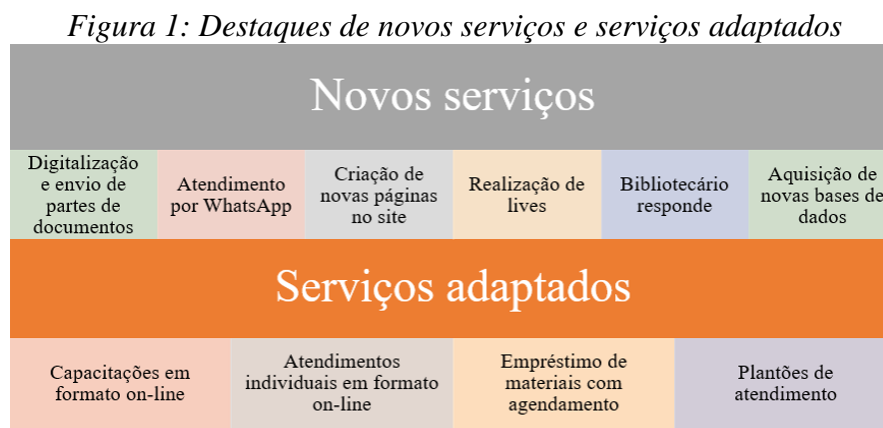 Figura 1: Destaques de novos serviços e serviços adaptados
Novos serviços
Digitalização
e envio de
partes de
documentos
Atendimento
por WhatsApp
Criação de
novas páginas
no site
Realização de
lives
Bibliotecário
responde
Aquisição de
novas bases de
dados
Serviços adaptados
Capacitações em
formato on-line
Atendimentos
individuais em formato
on-line
Empréstimo de
materiais com
agendamento
Plantões de
atendimento